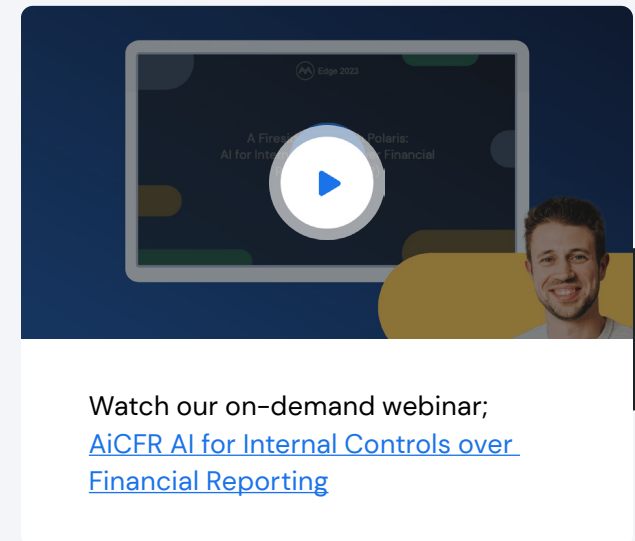 Edge 2023
A Fires Polaris:
AI for Inte r Financial
Watch our on-demand webinar;
AiCFR AI for Internal Controls over
Financial Reporting